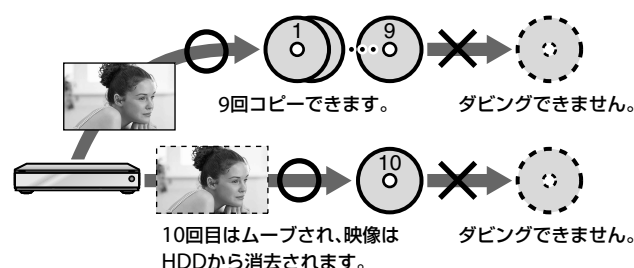 1
9
9回コピーできます。
ダビングできません。
10
10回目はムーブされ、映像は
HDDから消去されます。
ダビングできません。